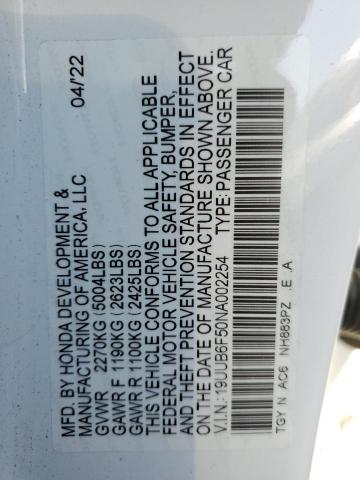 MFD. BY HONDA DEVELOPMENT & 04/'22
MANUFACTURING OF AMERICA, LLC
GVWR 2270KG (5004LBS)
GAWR F 1190KG (2623LBS)
GAWR R 1100KG (2425LBS)
THIS VEHICLE CONFORMS TO ALL APPLICABLE
FEDERAL MOTOR VEHICLE SAFETY, BUMPER,
AND THEFT PREVENTION STANDARDS IN EFFECT
ON THE DATE OF MANUFACTURE SHOWN ABOVE.
V.I.N.: 19UUB6F50NA002254 TYPE: PASSENGER CAR
TGY N AC6 NH883PZ .E .A